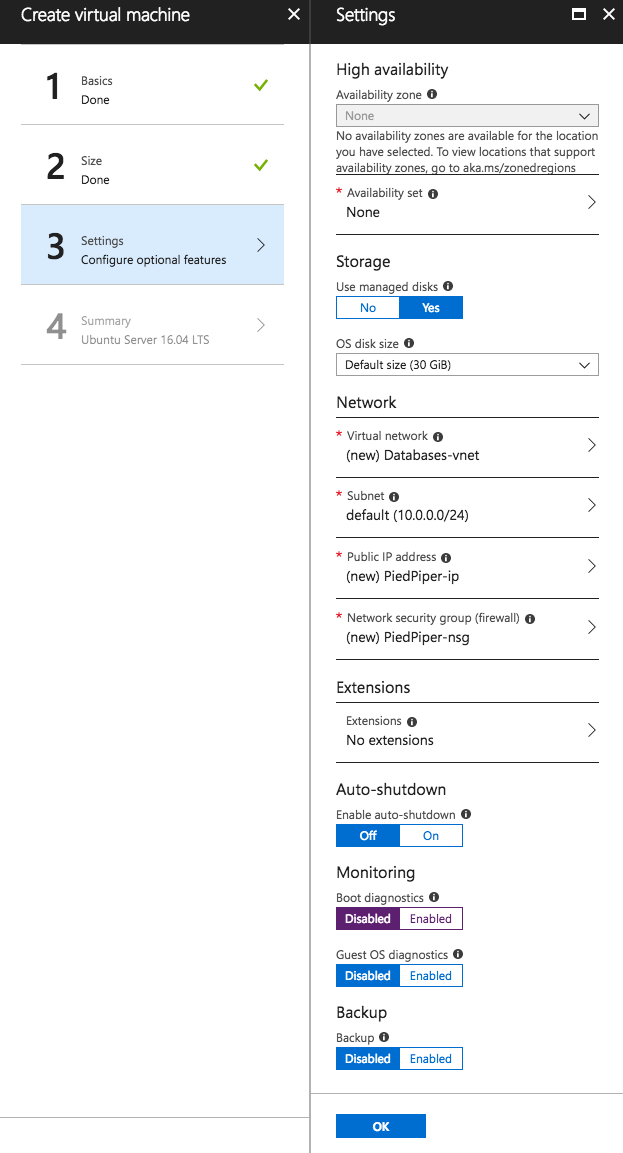 Create virtual machine
1
Basics
Done
2
Size
Done
3
Settings
Configure optional features
4
Summary
Ubuntu Server 16.04 LTS
Settings
High availability
Availability zone
None
No availability zones are available for the location
you have selected. To view locations that support
availability zones, go to aka.ms/zonedregions
* Availability set
None
Storage
Use managed disks
No Yes
OS disk size
Default size (30 GiB)
Network
* Virtual network
(new) Databases-vnet
* Subnet
default (10.0.0.0/24)
* Public IP address
(new) PiedPiper-ip
* Network security group (firewall)
(new) PiedPiper-nsg
Extensions
Extensions
No extensions
Auto-shutdown
Enable auto-shutdown
Off On
Monitoring
Boot diagnostics
Disabled Enabled
Guest OS diagnostics
Disabled Enabled
Backup
Backup
Disabled Enabled
OK